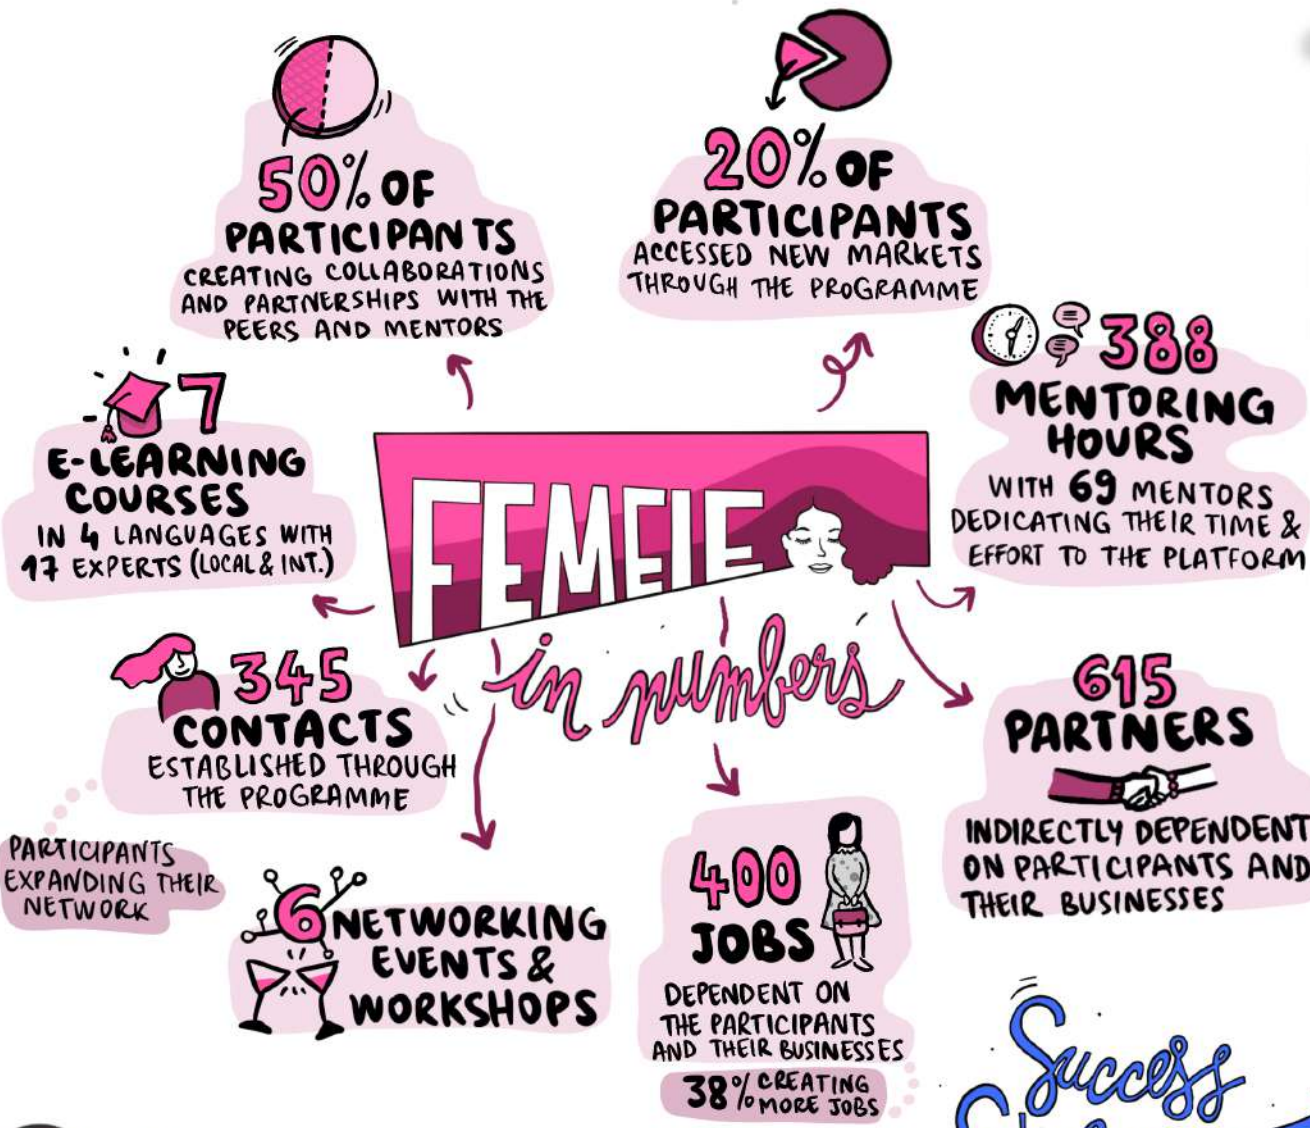 50% OF
PARTICIPANTS
CREATING COLLABORATIONS
AND PARTNERSHIPS WITH THE
PEERS AND MENTORS
20% OF
PARTICIPANTS
ACCESSED NEW MARKETS
THROUGH THE PROGRAMME
7
E-LEARNING
COURSES
IN 4 LANGUAGES WITH
17 EXPERTS (LOCAL & INT.)
388
MENTORING
HOURS
WITH 69 MENTORS
DEDICATING THEIR TIME &
EFFORT TO THE PLATFORM
FEMEIE
in numbers
345
CONTACTS
ESTABLISHED THROUGH
THE PROGRAMME
PARTICIPANTS
EXPANDING THEIR
NETWORK
6 NETWORKING
EVENTS &
WORKSHOPS
400
JOBS
DEPENDENT ON
THE PARTICIPANTS
AND THEIR BUSINESSES
38% CREATING
MORE JOBS
615
PARTNERS
INDIRECTLY DEPENDENT
ON PARTICIPANTS AND
THEIR BUSINESSES
Success